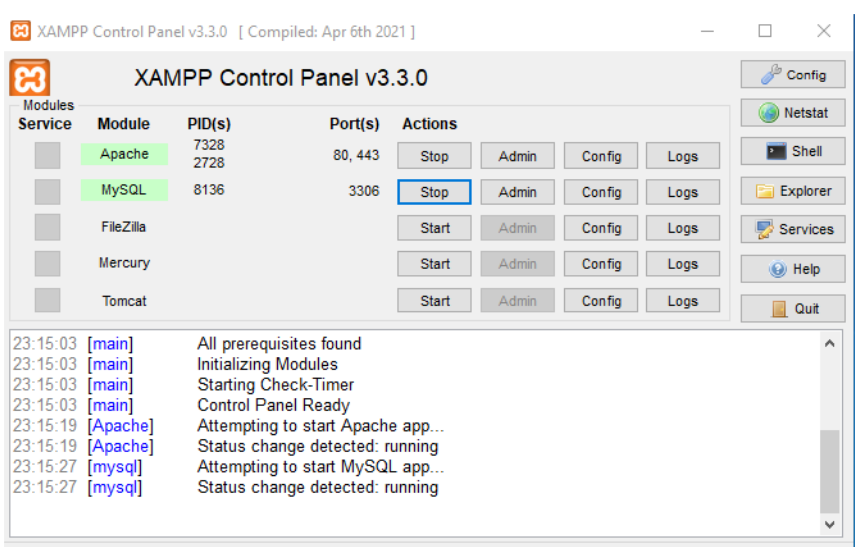 XAMPP Control Panel v3.3.0 [ Compiled: Apr 6th 2021 ]
XAMPP Control Panel v3.3.0
Config
Modules
Service Module PID(s) Port(s) Actions
Netstat
Apache 7328 2728 80, 443 Stop Admin Config Logs
Shell
MySQL 8136 3306 Stop Admin Config Logs
Explorer
FileZilla Start Admin Config Logs
Services
Mercury Start Admin Config Logs
Help
Tomcat Start Admin Config Logs
Quit
23:15:03 [main] All prerequisites found
23:15:03 [main] Initializing Modules
23:15:03 [main] Starting Check-Timer
23:15:03 [main] Control Panel Ready
23:15:19 [Apache] Attempting to start Apache app...
23:15:19 [Apache] Status change detected: running
23:15:27 [mysql] Attempting to start MySQL app...
23:15:27 [mysql] Status change detected: running